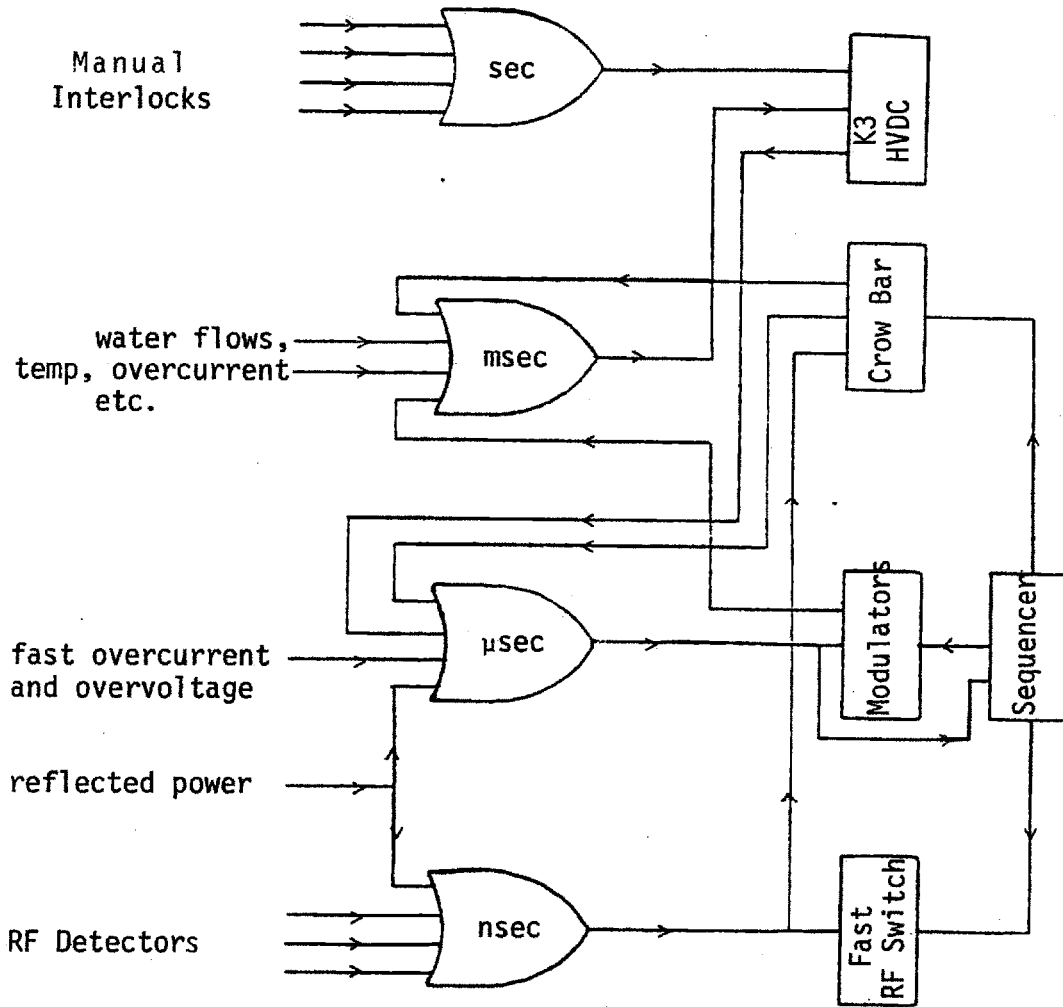 Manual
Interlocks
sec
K3
HVDC
water flows,
temp, overcurrent
etc.
msec
Crow Bar
fast overcurrent
and overvoltage
μsec
Modulators
Sequencer
reflected power
RF Detectors
nsec
Fast
RF Switch